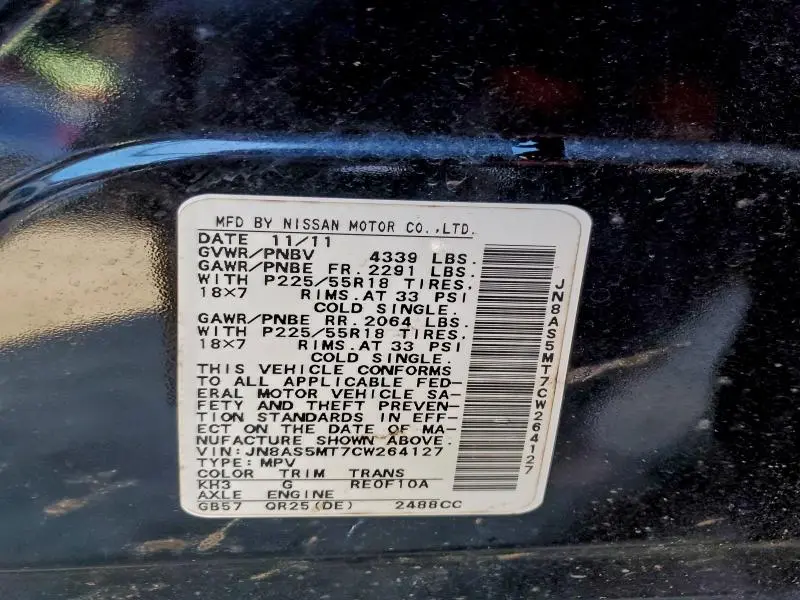 MFD BY NISSAN MOTOR CO.,LTD.
DATE 11/11
GVWR/PNBV 4339 LBS.
GAWR/PNBE FR. 2291 LBS.
WITH P225/55R18 TIRES.
18×7 RIMS. AT 33 PSI
COLD SINGLE.
GAWR/PNBE RR. 2064 LBS.
WITH P225/55R18 TIRES.
18×7 RIMS. AT 33 PSI
COLD SINGLE.
THIS VEHICLE CONFORMS
TO ALL APPLICABLE FED-
ERAL MOTOR VEHICLE SA-
FETY AND THEFT PREVEN-
TION STANDARDS IN EFF-
ECT ON THE DATE OF MA-
NUFACTURE SHOWN ABOVE.
VIN: JN8AS5MT7CW264127
TYPE: MPV
COLOR TRIM TRANS
KH3 G RE0F10A
AXLE ENGINE
GB57 QR25(DE) 2488CC
JN8AS5MT7CW264127